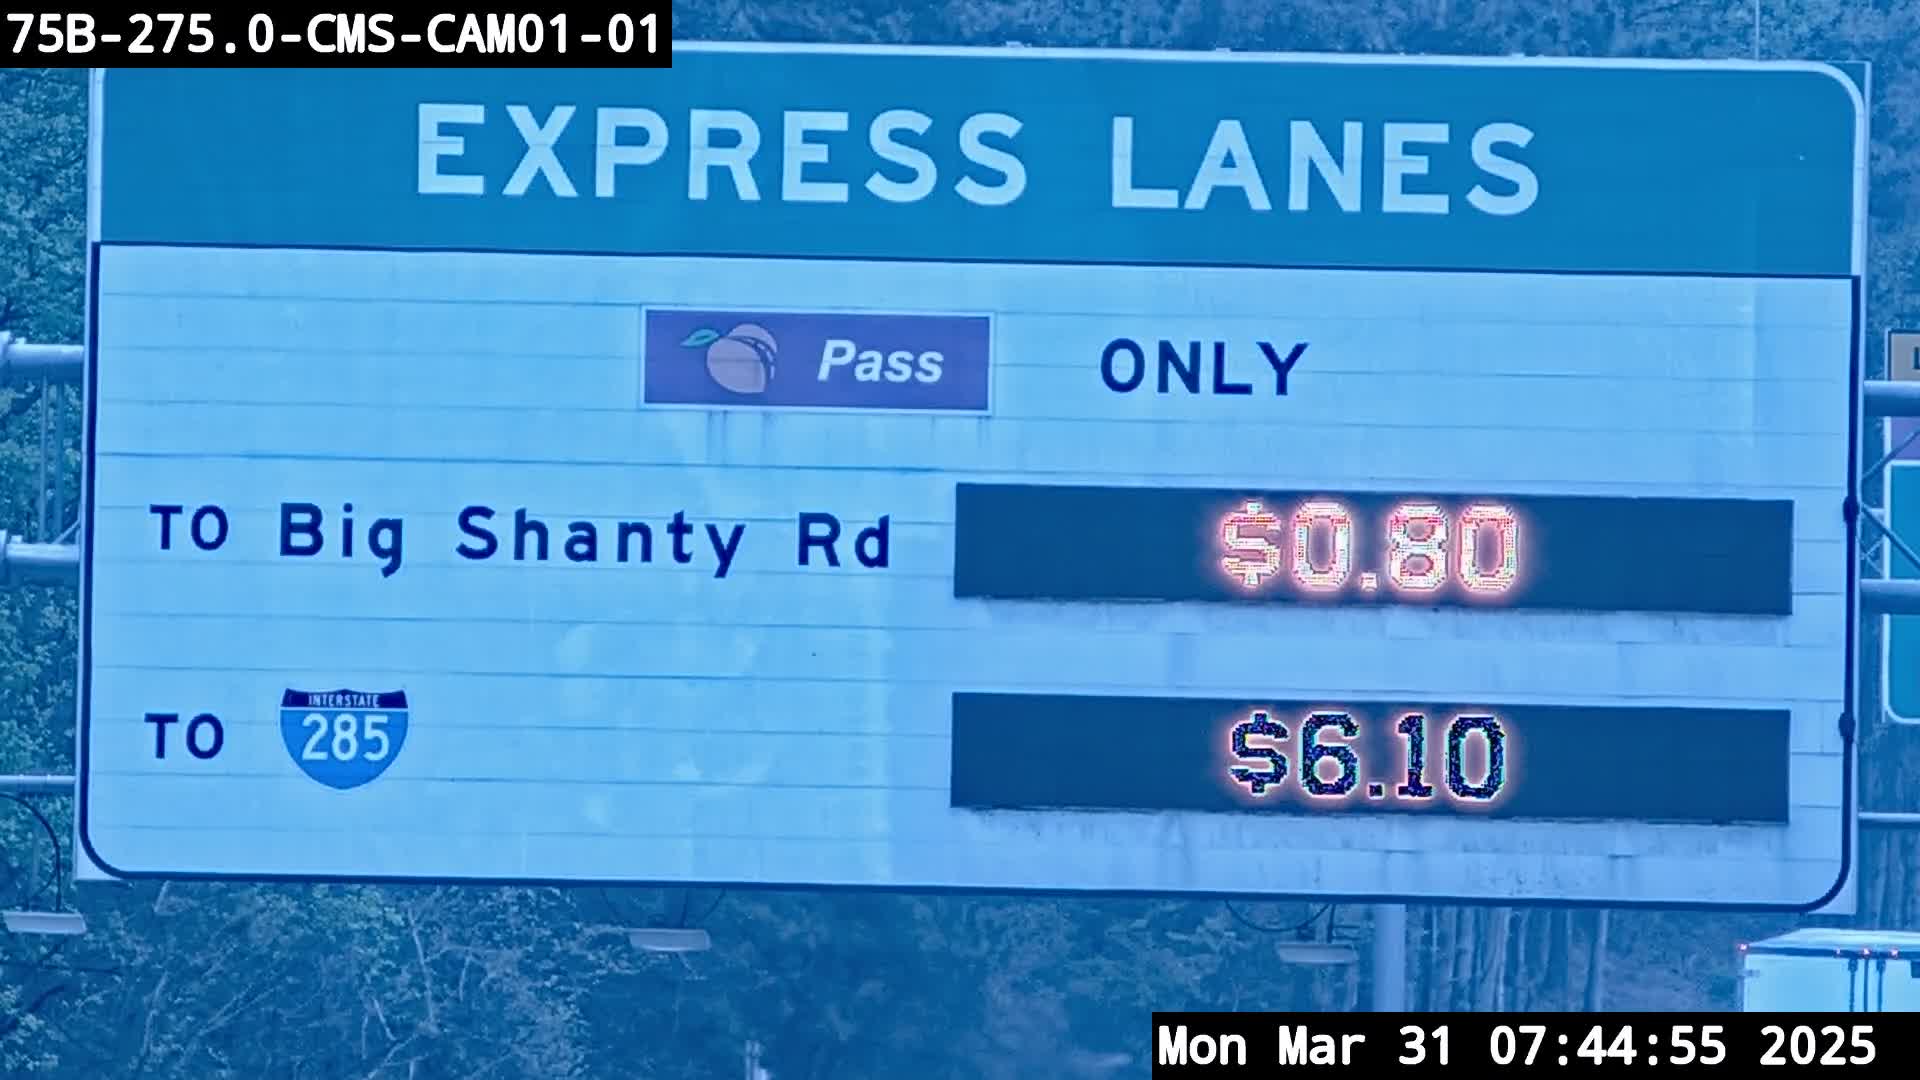 75B-275.0-CMS-CAM01-01
EXPRESS LANES
Pass ONLY
TO Big Shanty Rd $0.80
TO INTERSTATE 285 $6.10
Mon Mar 31 07:44:55 2025